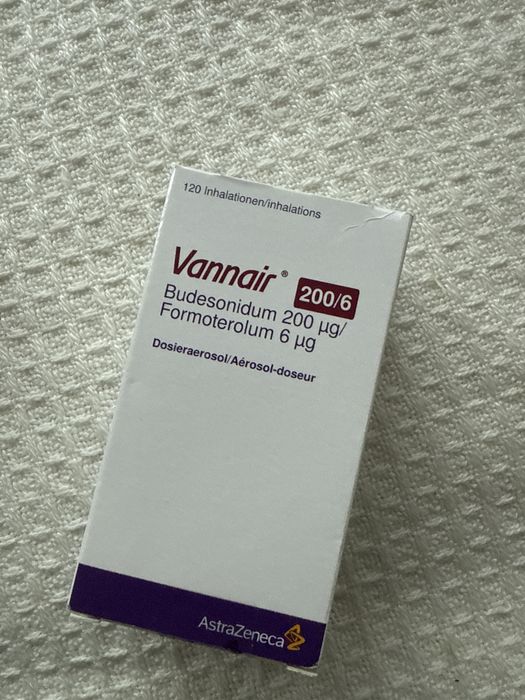 120 Inhalationen/inhalations
Vannair® 200/6
Budesonidum 200 µg/
Formoterolum 6 µg
Dosieraerosol/Aérosol-doseur
AstraZeneca